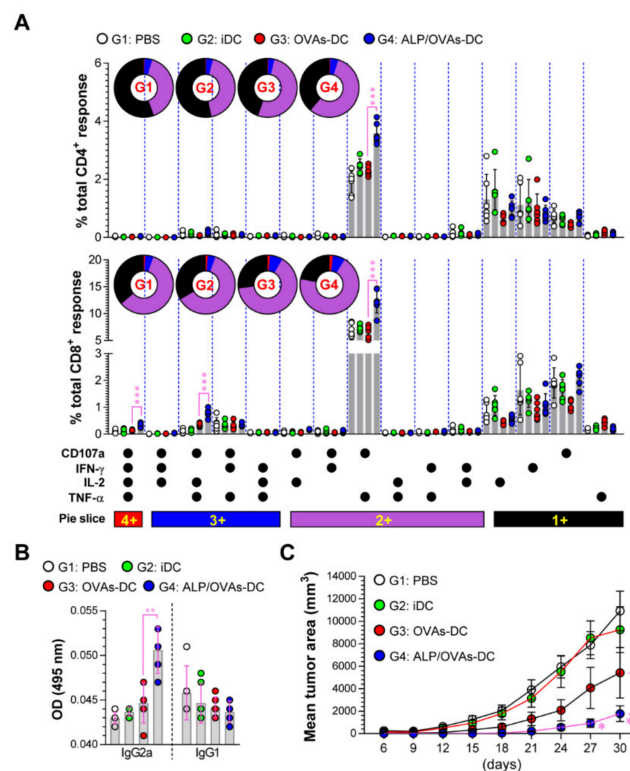 A
G1: PBS G2: iDC G3: OVAs-DC G4: ALP/OVAs-DC
% total CD4+ response
6
4
2
0
G1 G2 G3 G4
***
% total CD8+ response
20
15
10
5
3
2
1
0
G1 G2 G3 G4
***
***
***
CD107a
IFN-γ
IL-2
TNF-α
Pie slice 4+ 3+ 2+ 1+
B
G1: PBS G2: iDC
G3: OVAs-DC G4: ALP/OVAs-DC
OD (495 nm)
0.055
0.050
0.045
0.040
**
IgG2a IgG1
C
G1: PBS
G2: iDC
G3: OVAs-DC
G4: ALP/OVAs-DC
Mean tumor area (mm3)
14000
12000
10000
8000
6000
4000
2000
0
* *
6 9 12 15 18 21 24 27 30
(days)